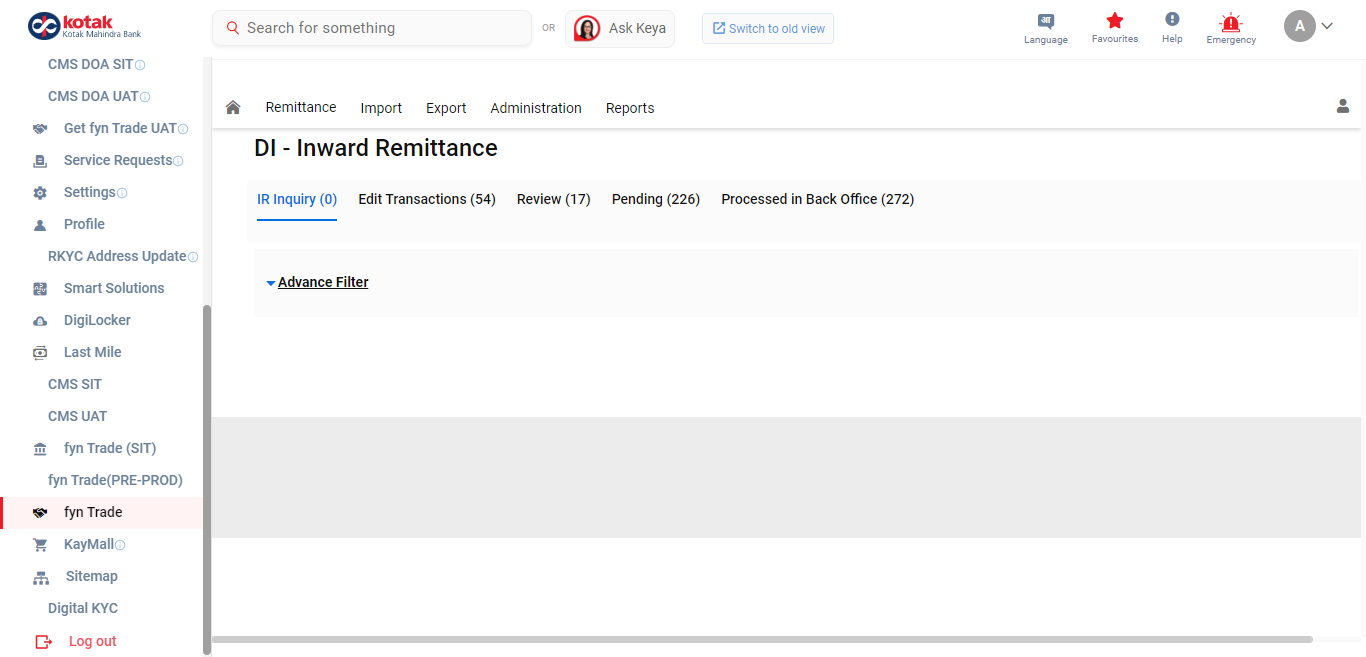 kotak
Kotak Mahindra Bank
Search for something
OR
Ask Keya
Switch to old view
अा
Language
Favourites
Help
Emergency
A
CMS DOA SIT
CMS DOA UAT
Get fyn Trade UAT
Service Requests
Settings
Profile
RKYC Address Update
Smart Solutions
DigiLocker
Last Mile
CMS SIT
CMS UAT
fyn Trade (SIT)
fyn Trade(PRE-PROD)
fyn Trade
KayMall
Sitemap
Digital KYC
Log out
Remittance Import Export Administration Reports
DI - Inward Remittance
IR Inquiry (0) Edit Transactions (54) Review (17) Pending (226) Processed in Back Office (272)
Advance Filter